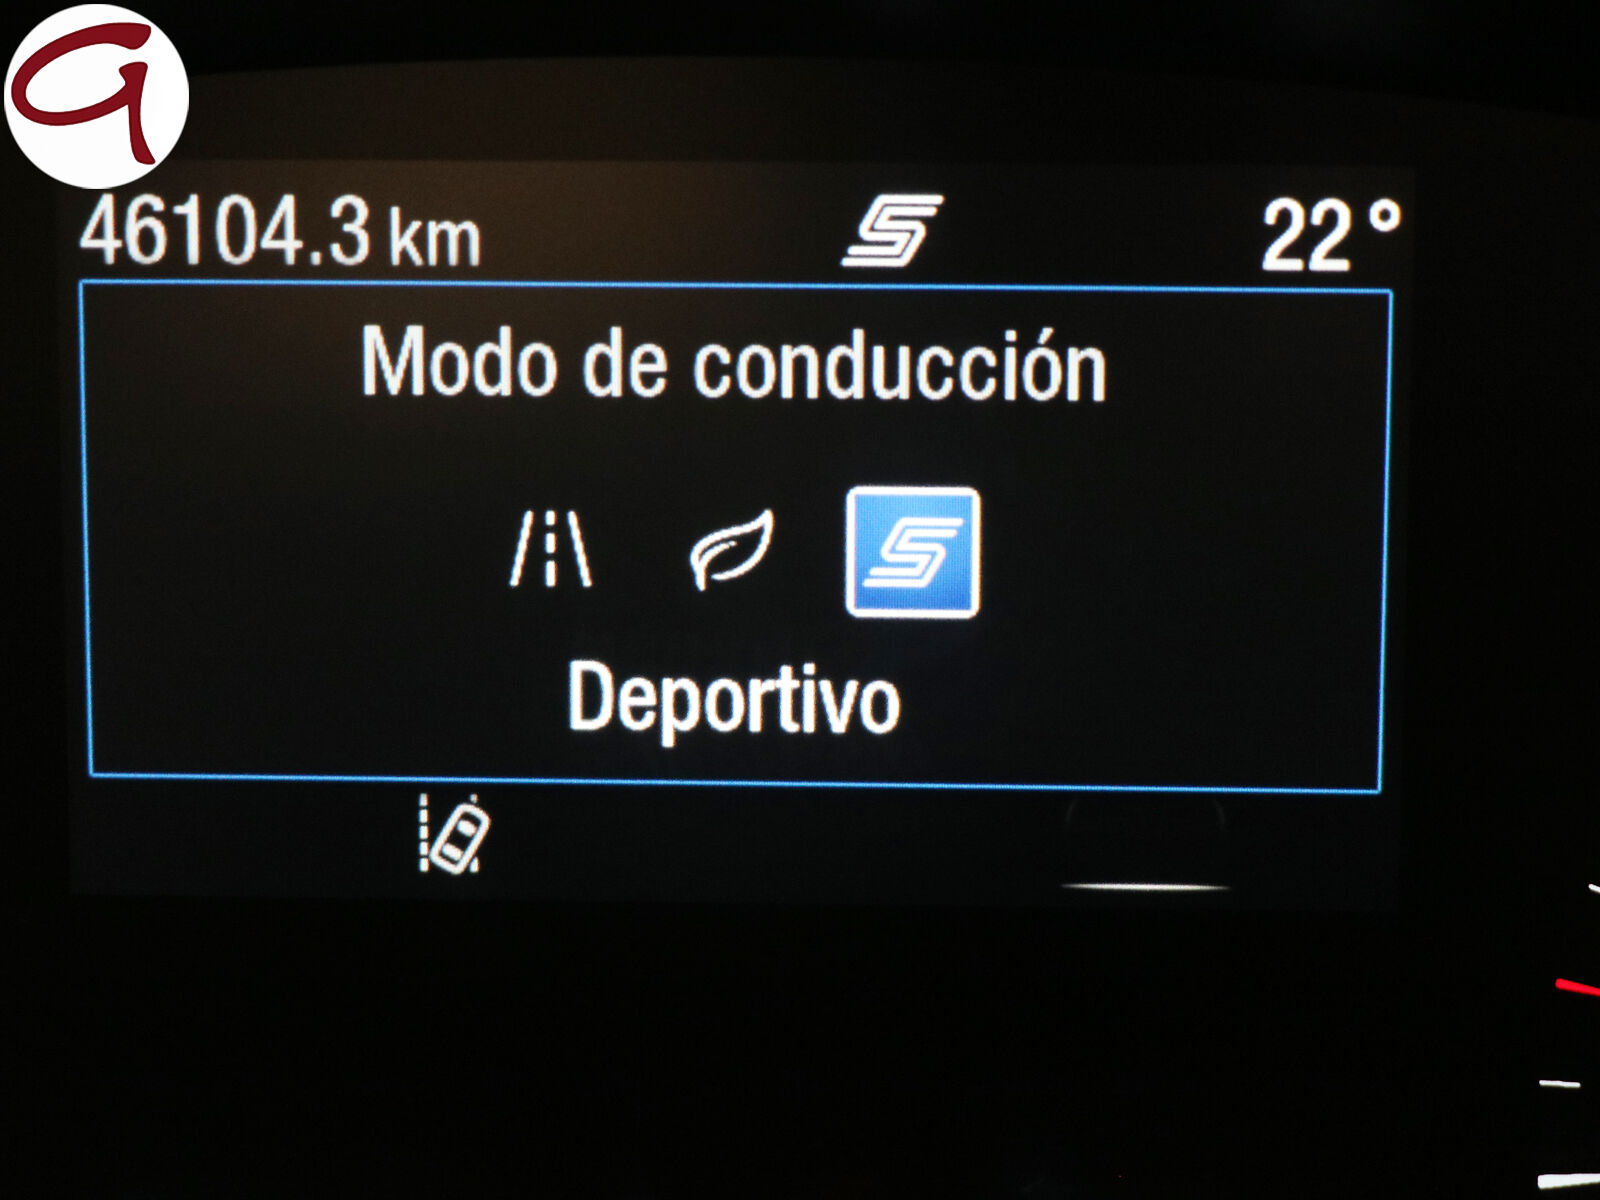 46104.3 km S 22°
Modo de conducción
S
Deportivo